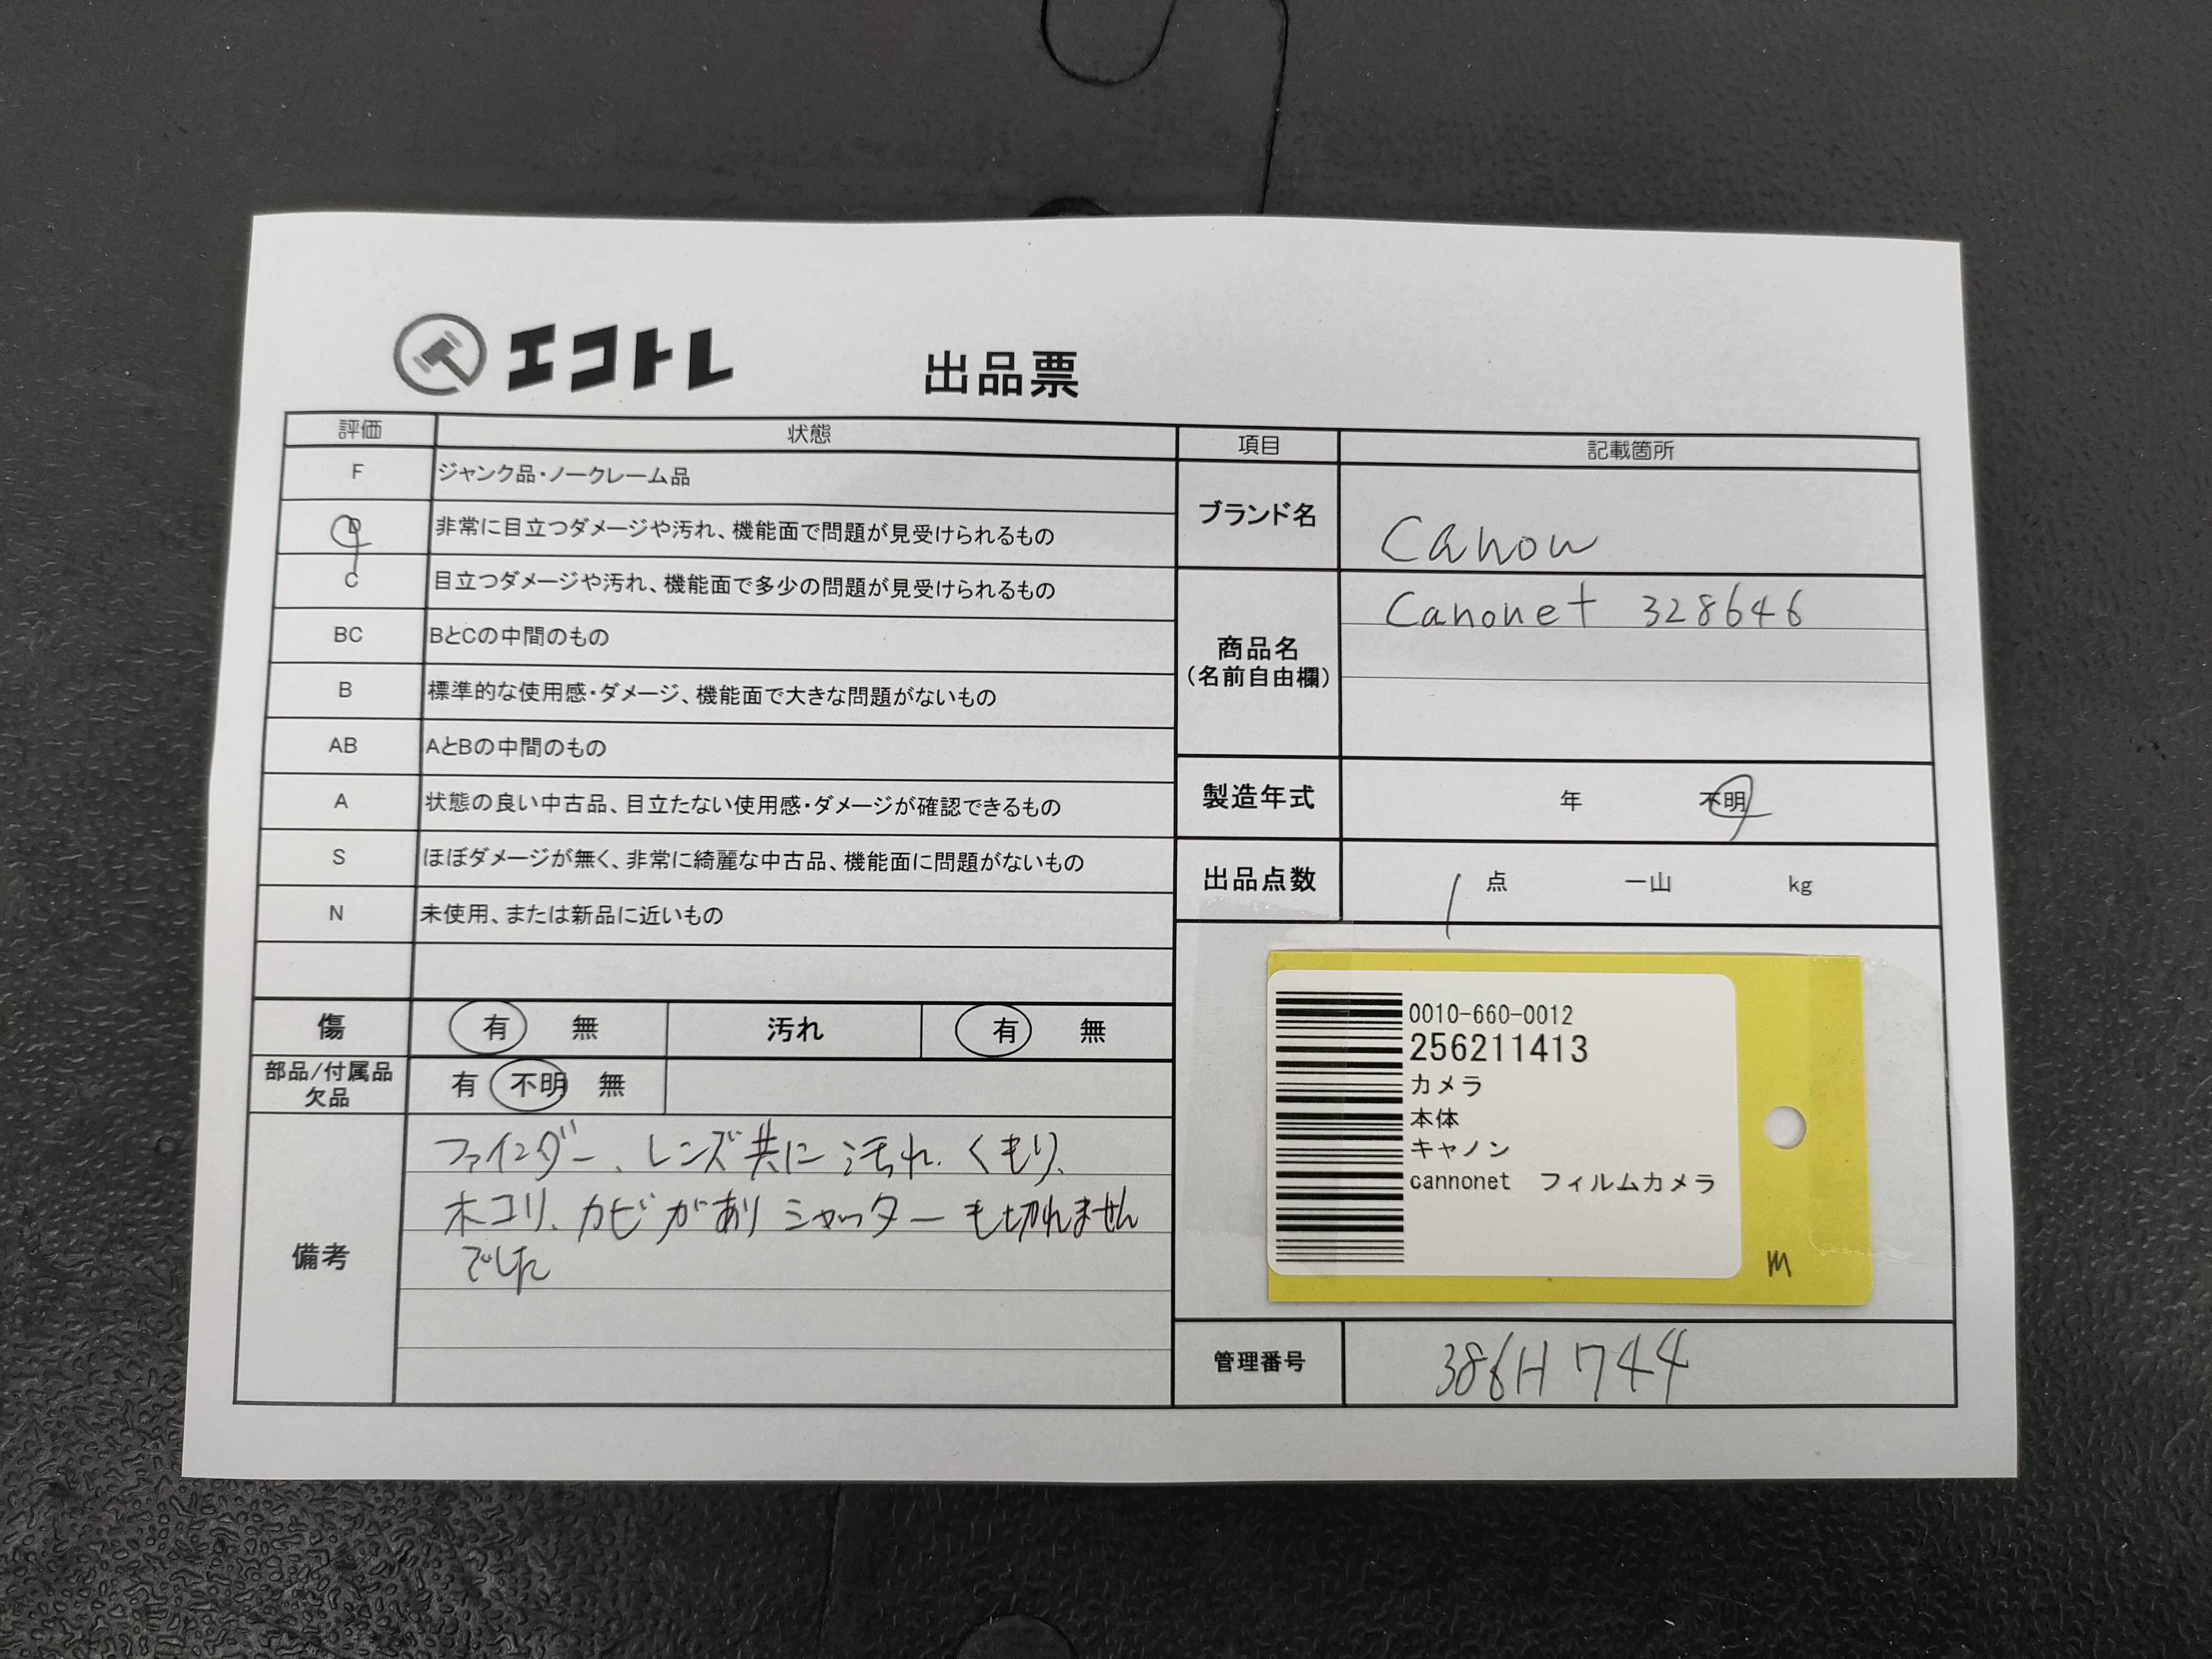 エコトレ
出品票
評価 状態
F ジャンク品・ノークレーム品
D 非常に目立つダメージや汚れ、機能面で問題が見受けられるもの
C 目立つダメージや汚れ、機能面で多少の問題が見受けられるもの
BC BとCの中間のもの
B 標準的な使用感・ダメージ、機能面で大きな問題がないもの
AB AとBの中間のもの
A 状態の良い中古品、目立たない使用感・ダメージが確認できるもの
S ほぼダメージが無く、非常に綺麗な中古品、機能面に問題がないもの
N 未使用、または新品に近いもの
傷 有 無 汚れ 有 無
部品/付属品
欠品
有 不明 無
備考
ファインダー、レンズ共に汚れ、くもり、
ホコリ、カビがありシャッターも切れません
でした
項目 記載箇所
ブランド名 Canon
商品名
(名前自由欄)
Canonet 328646
製造年式 年 不明
出品点数 1 点 一山 kg
0010-660-0012
256211413
カメラ
本体
キャノン
cannonet フィルムカメラ
m
管理番号 386H744